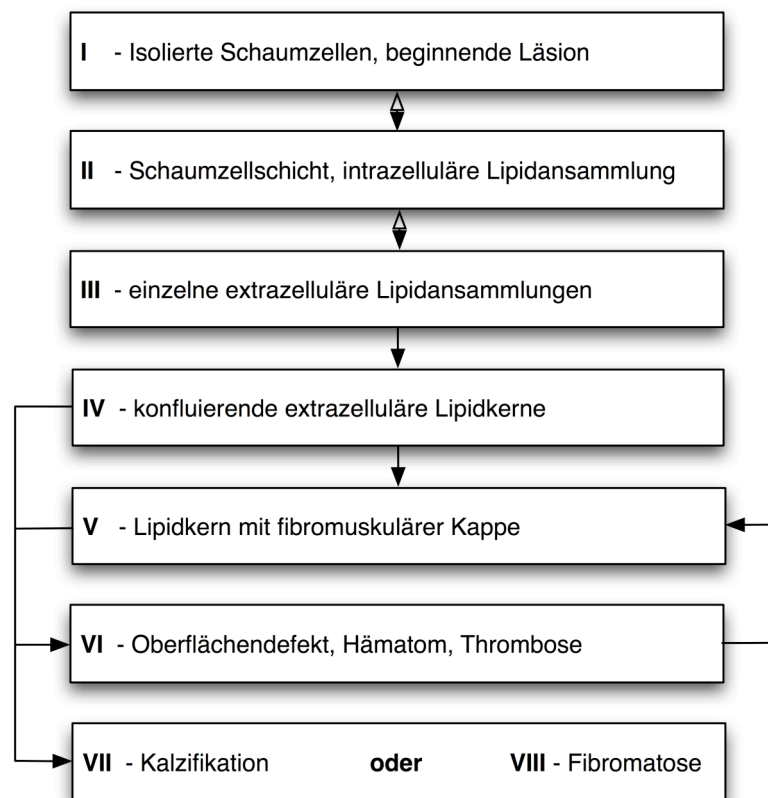 I - Isolierte Schaumzellen, beginnende Läsion
II - Schaumzellschicht, intrazelluläre Lipidansammlung
III - einzelne extrazelluläre Lipidansammlungen
IV - konfluierende extrazelluläre Lipidkerne
V - Lipidkern mit fibromuskulärer Kappe
VI - Oberflächendefekt, Hämatom, Thrombose
VII - Kalzifikation oder VIII - Fibromatose